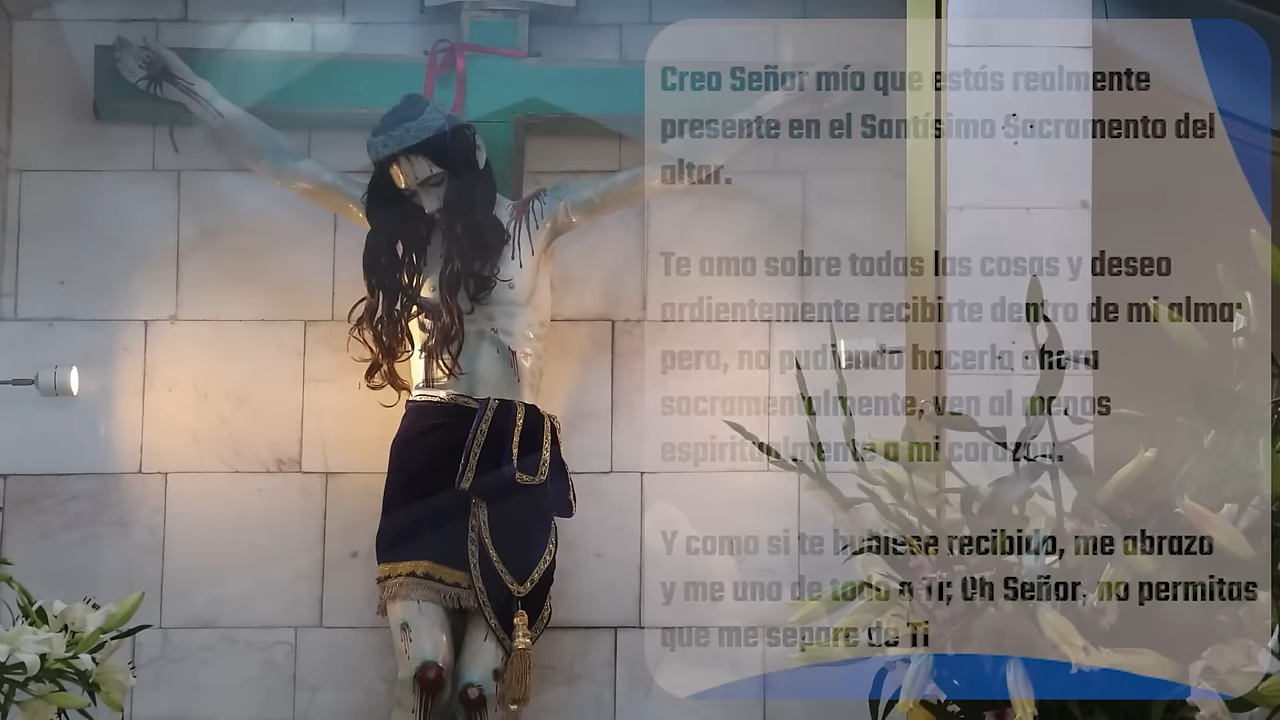 Creo Señor mío que estás realmente
presente en el Santísimo Sacramento del
altar.
Te amo sobre todas las cosas y deseo
ardientemente recibirte dentro de mi alma;
pero, no pudiendo hacerlo ahora
sacramentalmente, ven al menos
espiritualmente a mi corazón.
Y como si te hubiese recibido, me abrazo
y me uno de todo a Ti; Oh Señor, no permitas
que me separe de Ti